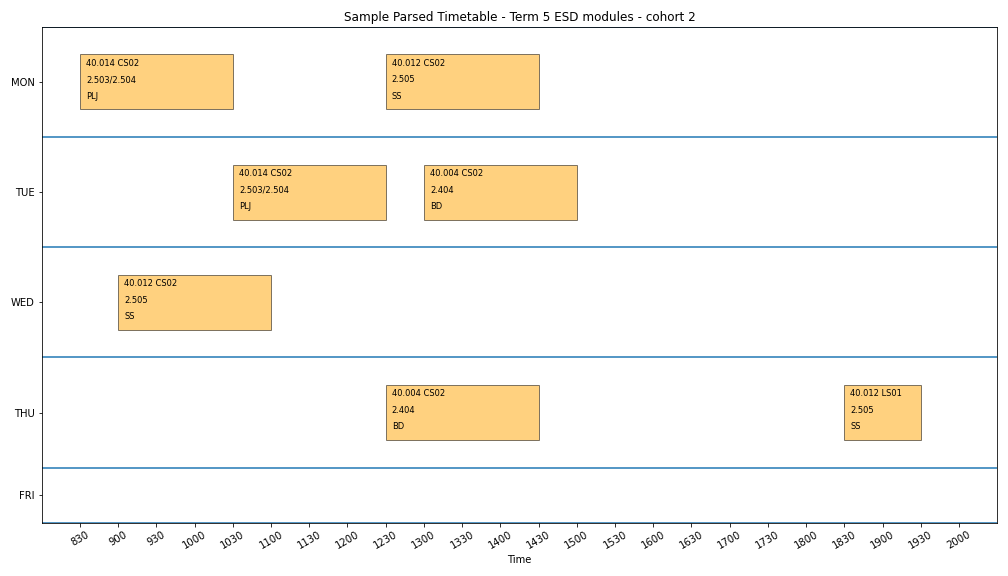 Sample Parsed Timetable - Term 5 ESD modules - cohort 2
MON
40.014 CS02
2.503/2.504
PLJ
40.012 CS02
2.505
SS
TUE
40.014 CS02
2.503/2.504
PLJ
40.004 CS02
2.404
BD
WED
40.012 CS02
2.505
SS
THU
40.004 CS02
2.404
BD
40.012 LS01
2.505
SS
FRI
830 900 930 1000 1030 1100 1130 1200 1230 1300 1330 1400 1430 1500 1530 1600 1630 1700 1730 1800 1830 1900 1930 2000
Time